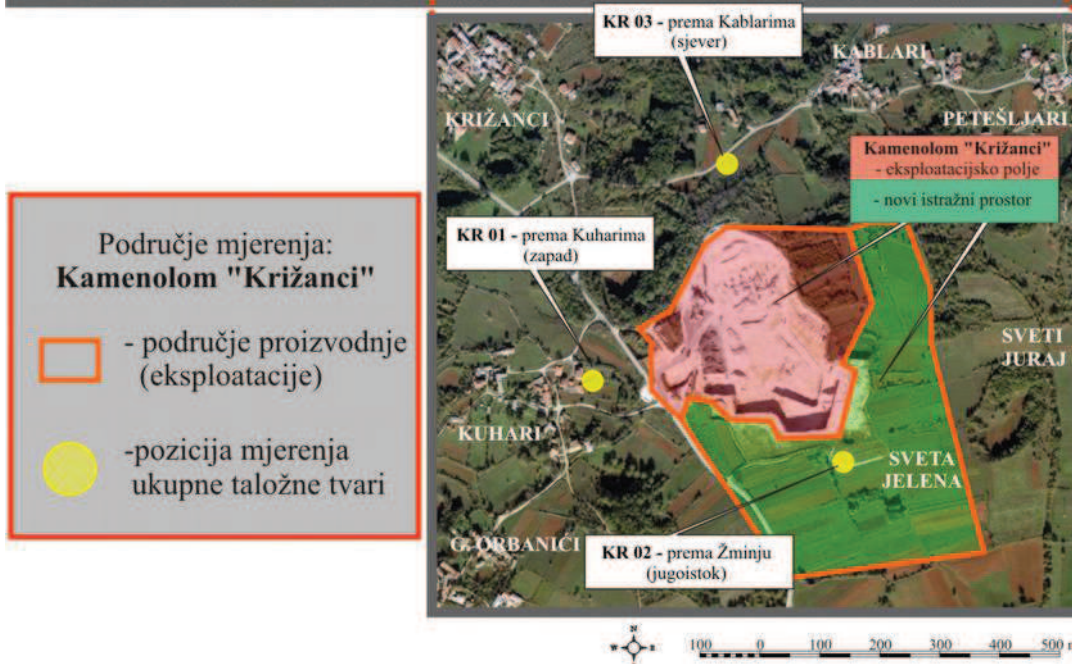 Područje mjerenja:
Kamenolom "Križanci"
- područje proizvodnje
(eksploatacije)
-pozicija mjerenja
ukupne taložne tvari
KR 03 - prema Kablarima
(sjever)
KABLARI
KRIŽANCI
PETEŠLJARI
Kamenolom "Križanci"
- eksploatacijsko polje
- novi istražni prostor
KR 01 - prema Kuharima
(zapad)
SVETI
JURAJ
KUHARI
SVETA
JELENA
G. ORBANIĆI
KR 02 - prema Žminju
(jugoistok)
N
W S E
100 0 100 200 300 400 500 m